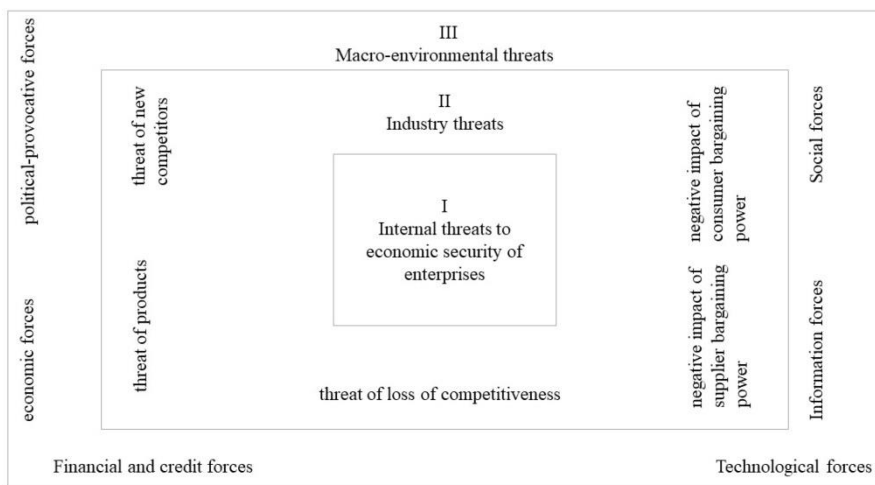 III
Macro-environmental threats
political-provocative forces
economic forces
Financial and credit forces
Social forces
Information forces
Technological forces
II
Industry threats
threat of new
competitors
threat of products
negative impact of
consumer bargaining
power
negative impact of
supplier bargaining
power
threat of loss of competitiveness
I
Internal threats to
economic security of
enterprises